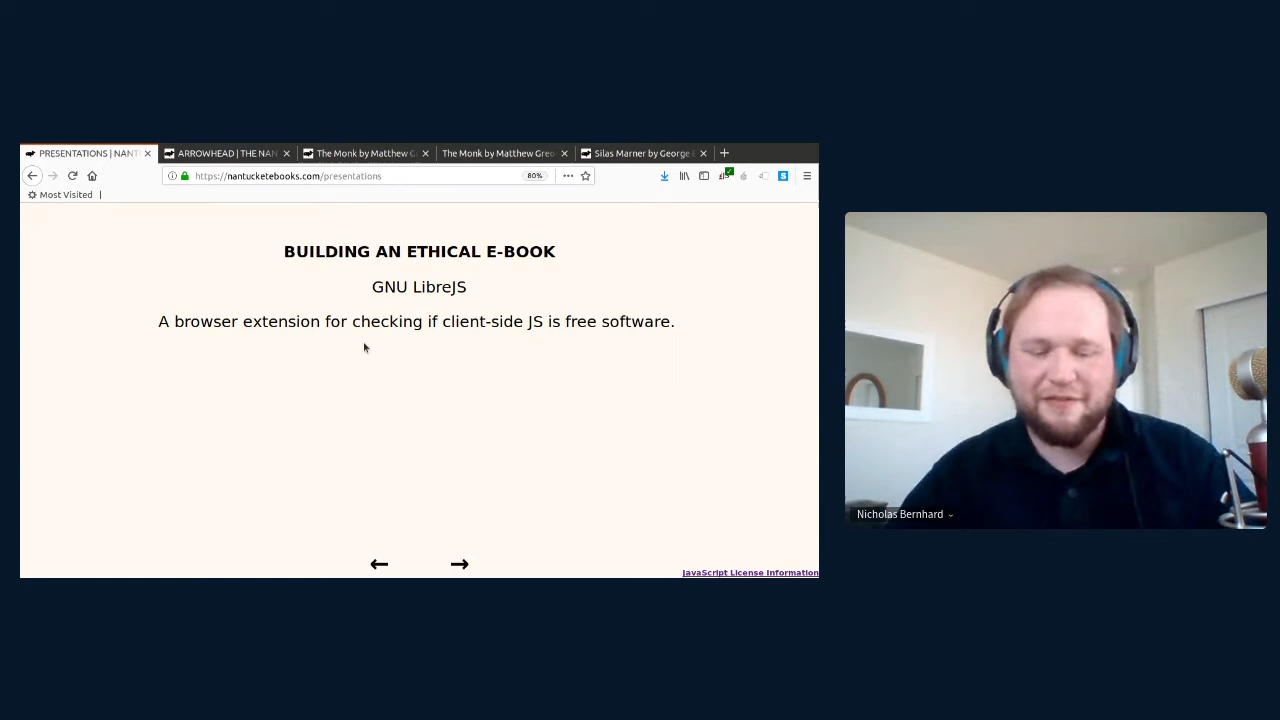 PRESENTATIONS | NANT
ARROWHEAD | THE NAN
The Monk by Matthew G
The Monk by Matthew Greg
Silas Marner by George E
https://nantucketebooks.com/presentations
80%
Most Visited
BUILDING AN ETHICAL E-BOOK
GNU LibreJS
A browser extension for checking if client-side JS is free software.
← →
JavaScript License Information
Nicholas Bernhard